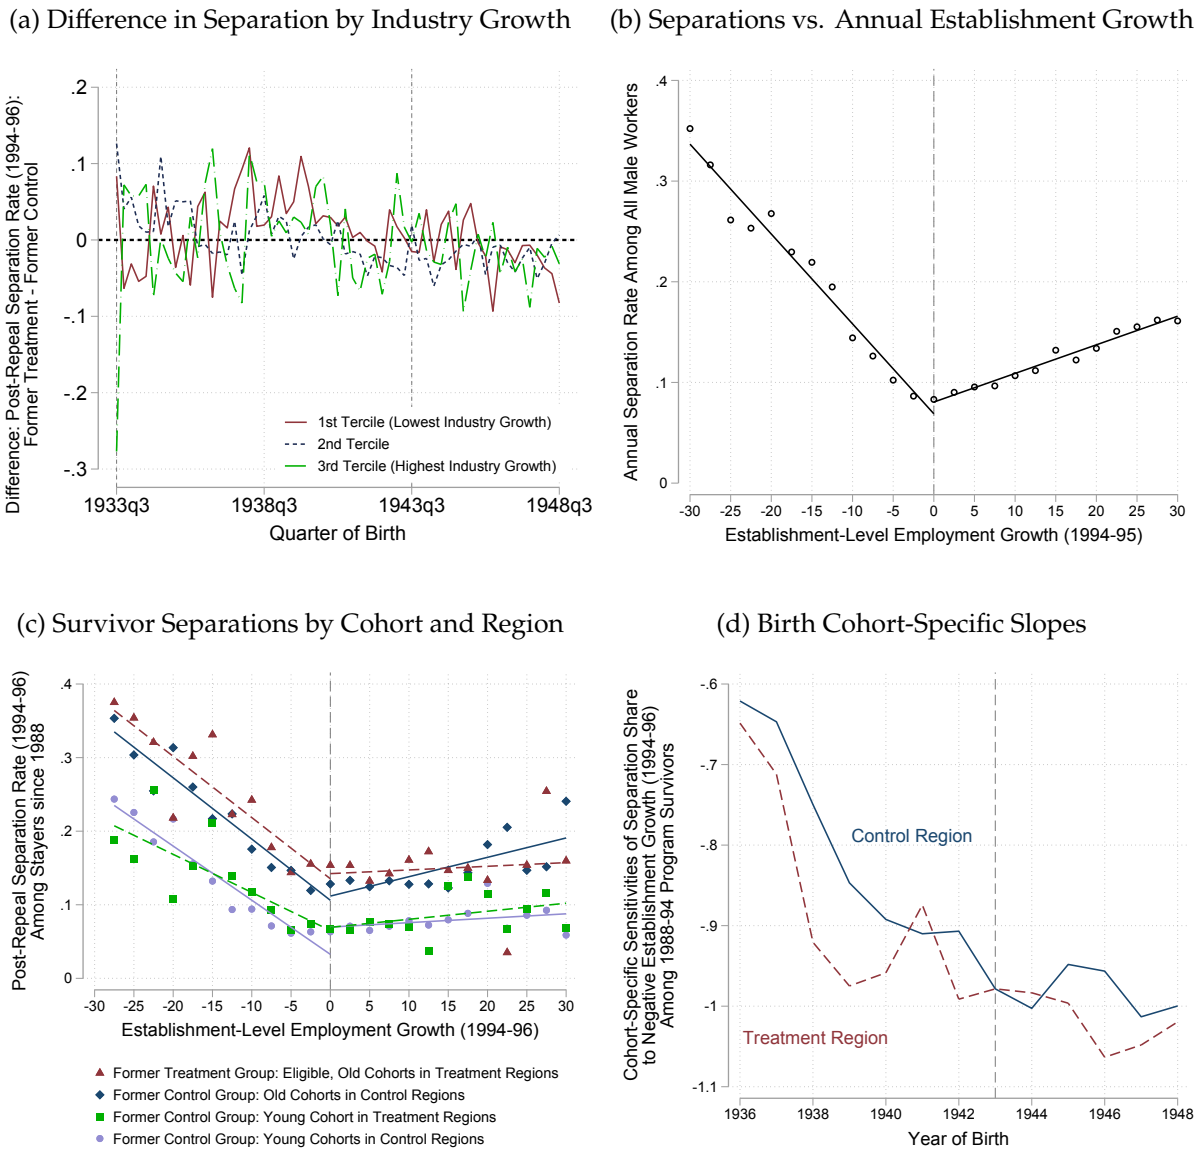 (a) Difference in Separation by Industry Growth
Difference: Post-Repeal Separation Rate (1994-96):
Former Treatment - Former Control
.2
.1
0
-.1
-.2
-.3
1st Tercile (Lowest Industry Growth)
2nd Tercile
3rd Tercile (Highest Industry Growth)
1933q3 1938q3 1943q3 1948q3
Quarter of Birth
(b) Separations vs. Annual Establishment Growth
Annual Separation Rate Among All Male Workers
.4
.3
.2
.1
0
-30 -25 -20 -15 -10 -5 0 5 10 15 20 25 30
Establishment-Level Employment Growth (1994-95)
(c) Survivor Separations by Cohort and Region
Post-Repeal Separation Rate (1994-96)
Among Stayers since 1988
.4
.3
.2
.1
0
-30 -25 -20 -15 -10 -5 0 5 10 15 20 25 30
Establishment-Level Employment Growth (1994-96)
Former Treatment Group: Eligible, Old Cohorts in Treatment Regions
Former Control Group: Old Cohorts in Control Regions
Former Control Group: Young Cohort in Treatment Regions
Former Control Group: Young Cohorts in Control Regions
(d) Birth Cohort-Specific Slopes
Cohort-Specific Sensitivities of Separation Share
to Negative Establishment Growth (1994-96)
Among 1988-94 Program Survivors
-.6
-.7
-.8
-.9
-1
-1.1
Control Region
Treatment Region
1936 1938 1940 1942 1944 1946 1948
Year of Birth